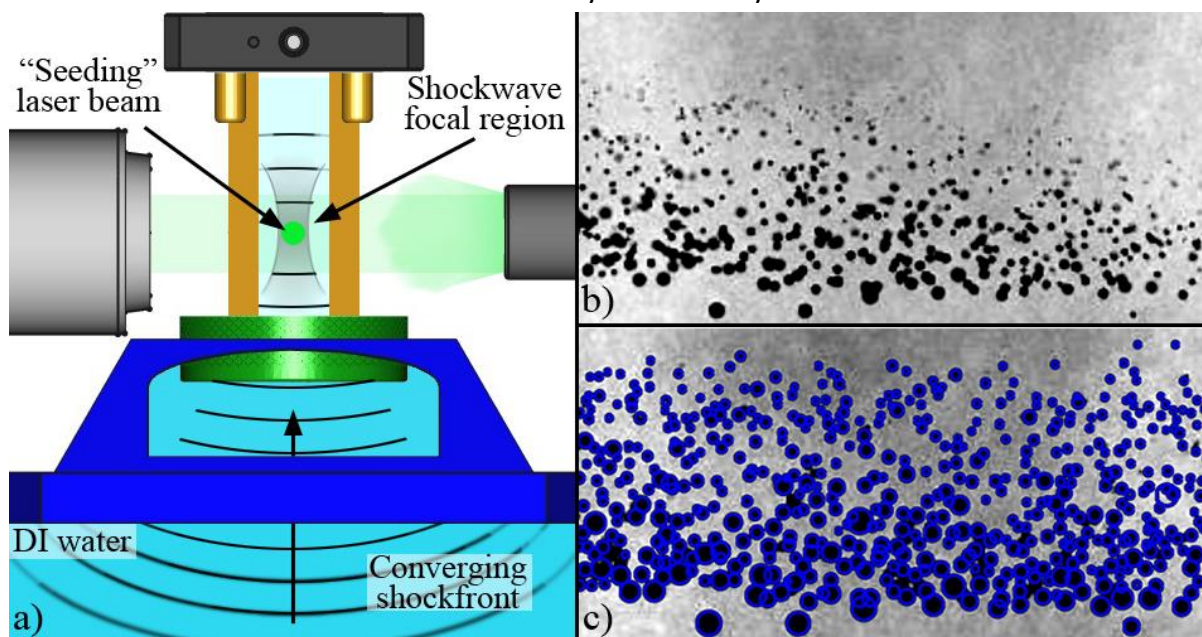 “Seeding”
laser beam
Shockwave
focal region
DI water
Converging
shockfront
a)
b)
c)